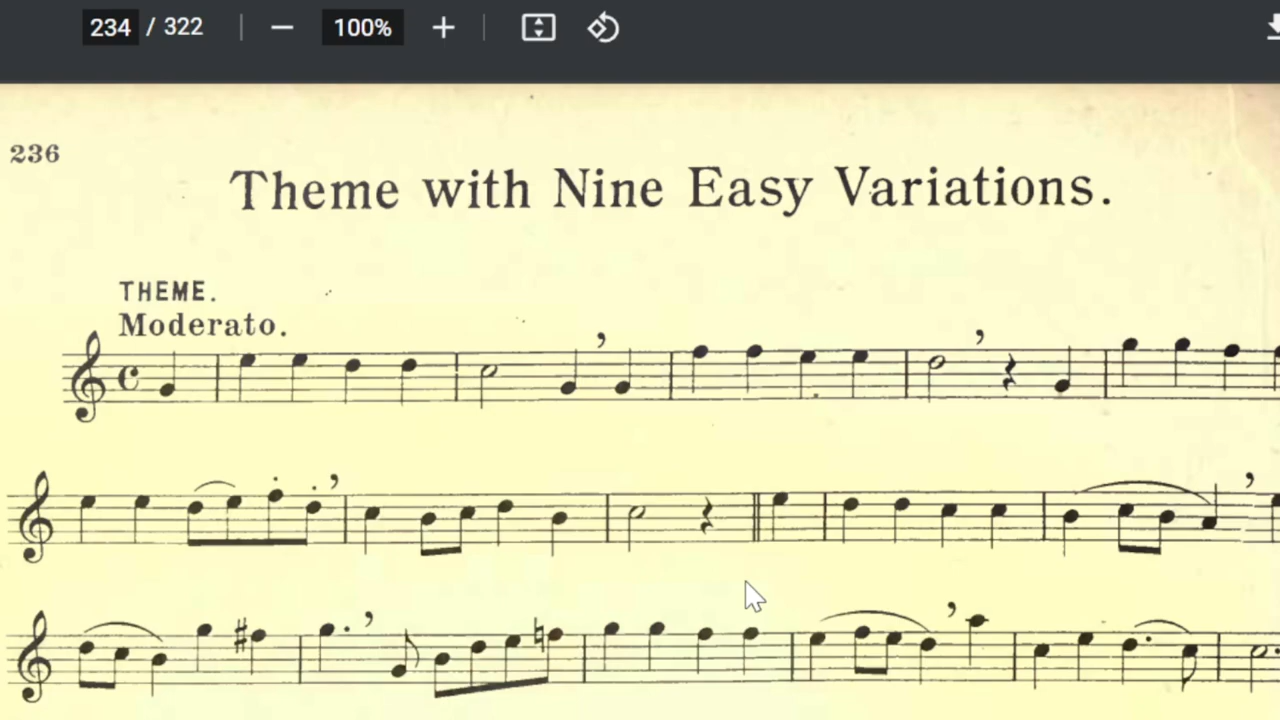 234 / 322
100%
236
Theme with Nine Easy Variations.
THEME.
Moderato.